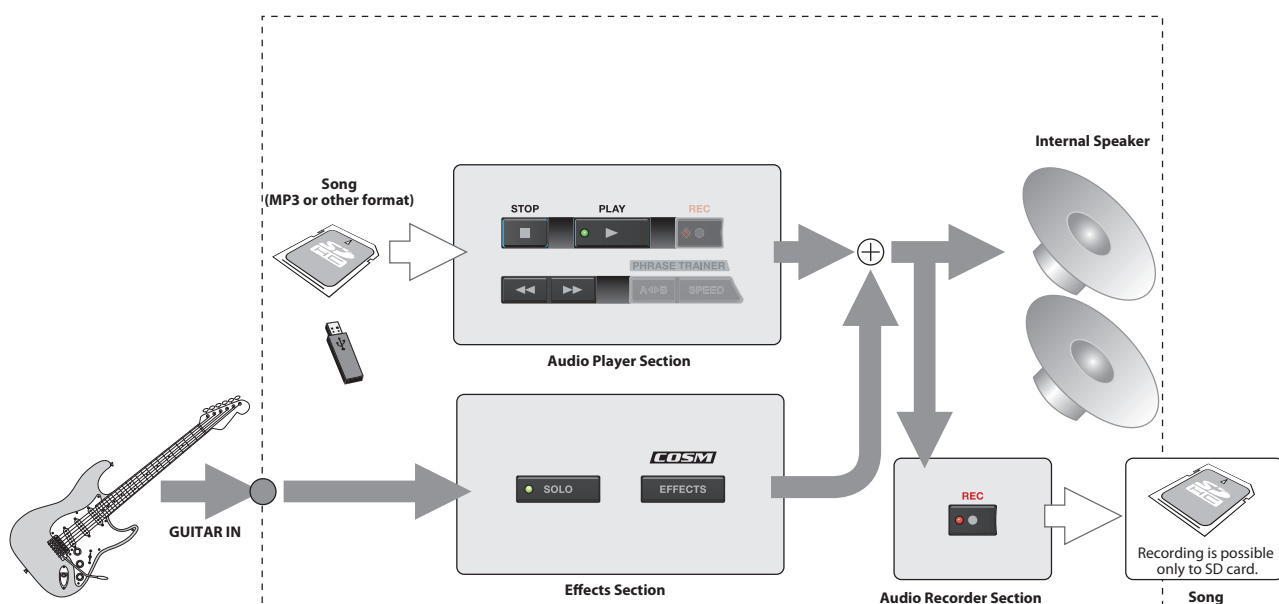 Internal Speaker
Song
(MP3 or other format)
STOP
PLAY
REC
PHRASE TRAINER
A B
SPEED
Audio Player Section
COSM
SOLO
EFFECTS
GUITAR IN
Effects Section
REC
Audio Recorder Section
Recording is possible
only to SD card.
Song